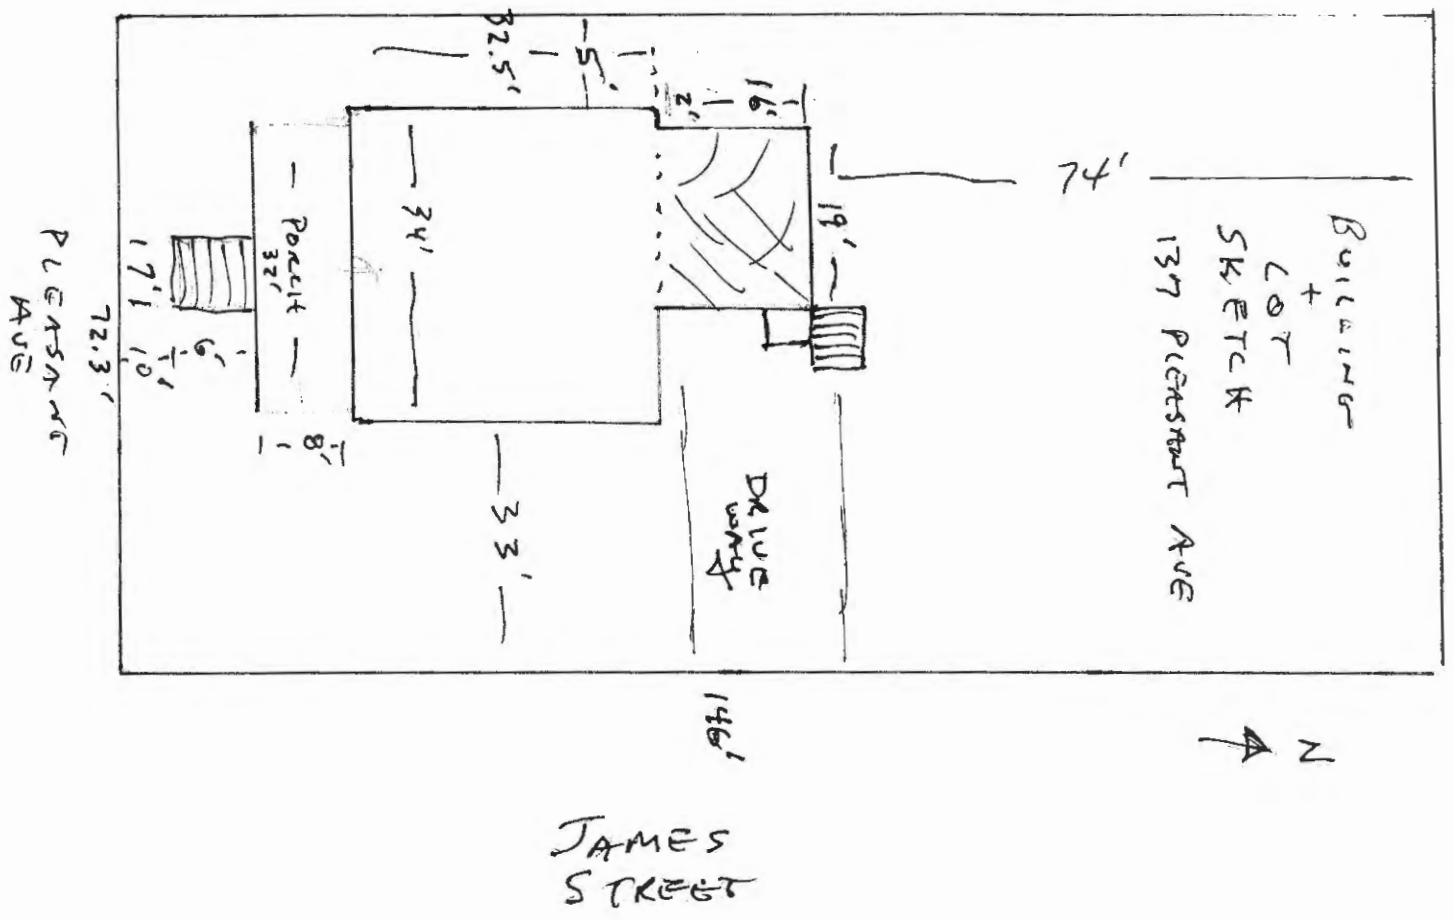 BUILDING
+
LOT
SKETCH
137 PLEASANT AVE
74'
32.5'
5'
16'
2'
19'
34'
PORCH
32'
17'
6'
10'
8'
72.3'
PLEASANT
AVE
33'
DRIVE
WAY
146'
N
JAMES
STREET